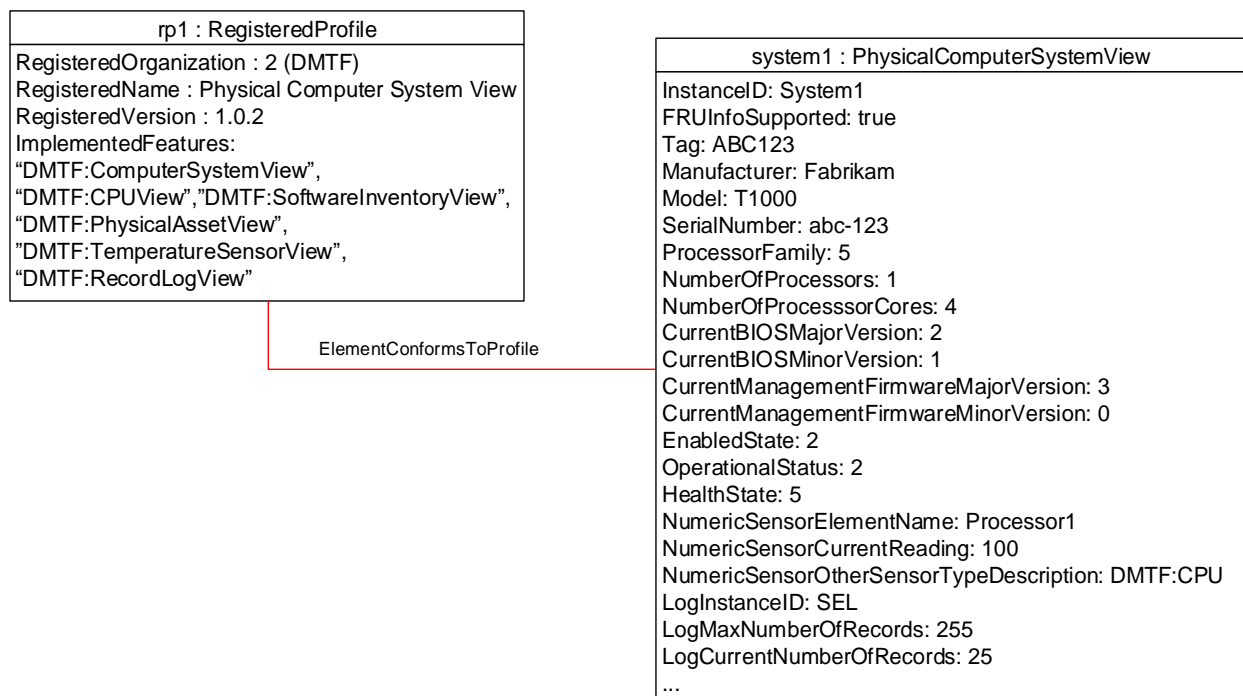 rp1 : RegisteredProfile
RegisteredOrganization : 2 (DMTF)
RegisteredName : Physical Computer System View
RegisteredVersion : 1.0.2
ImplementedFeatures:
“DMTF:ComputerSystemView”,
“DMTF:CPUView”,”DMTF:SoftwareInventoryView”,
“DMTF:PhysicalAssetView”,
”DMTF:TemperatureSensorView”,
“DMTF:RecordLogView”
ElementConformsToProfile
system1 : PhysicalComputerSystemView
InstanceID: System1
FRUInfoSupported: true
Tag: ABC123
Manufacturer: Fabrikam
Model: T1000
SerialNumber: abc-123
ProcessorFamily: 5
NumberOfProcessors: 1
NumberOfProcesssorCores: 4
CurrentBIOSMajorVersion: 2
CurrentBIOSMinorVersion: 1
CurrentManagementFirmwareMajorVersion: 3
CurrentManagementFirmwareMinorVersion: 0
EnabledState: 2
OperationalStatus: 2
HealthState: 5
NumericSensorElementName: Processor1
NumericSensorCurrentReading: 100
NumericSensorOtherSensorTypeDescription: DMTF:CPU
LogInstanceID: SEL
LogMaxNumberOfRecords: 255
LogCurrentNumberOfRecords: 25
...